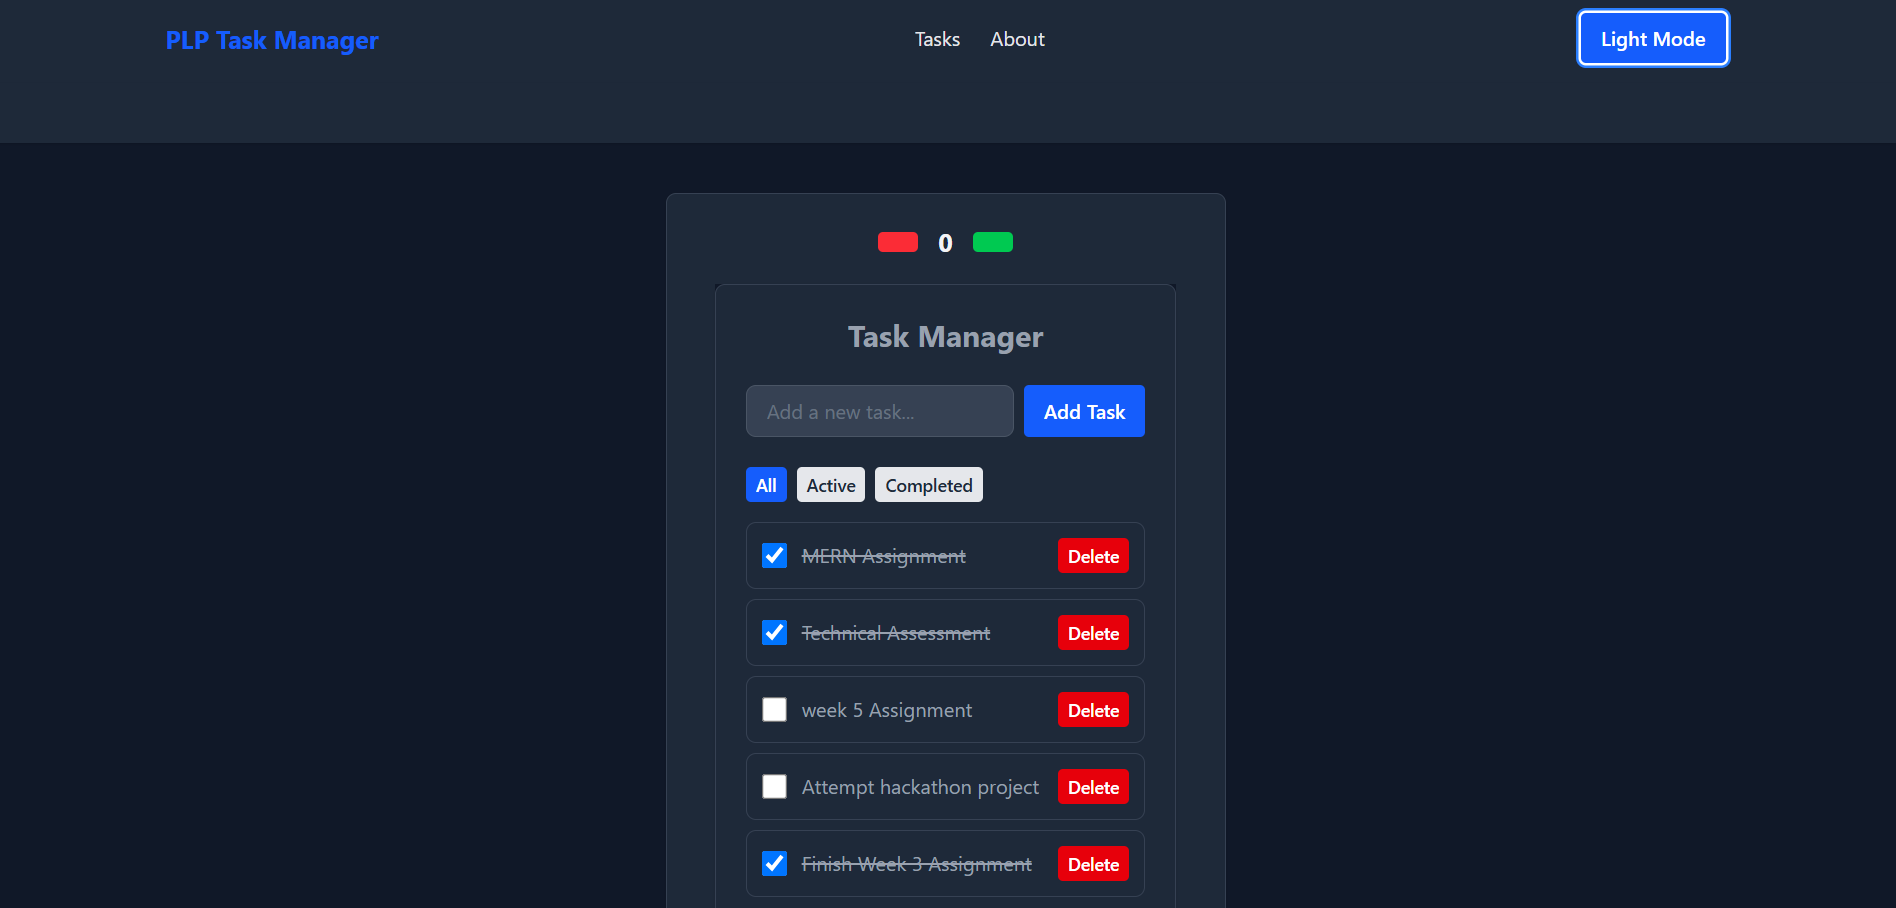 PLP Task Manager
Tasks About
Light Mode
0
Task Manager
Add a new task...
Add Task
All Active Completed
MERN Assignment Delete
Technical Assessment Delete
week 5 Assignment Delete
Attempt hackathon project Delete
Finish Week 3 Assignment Delete